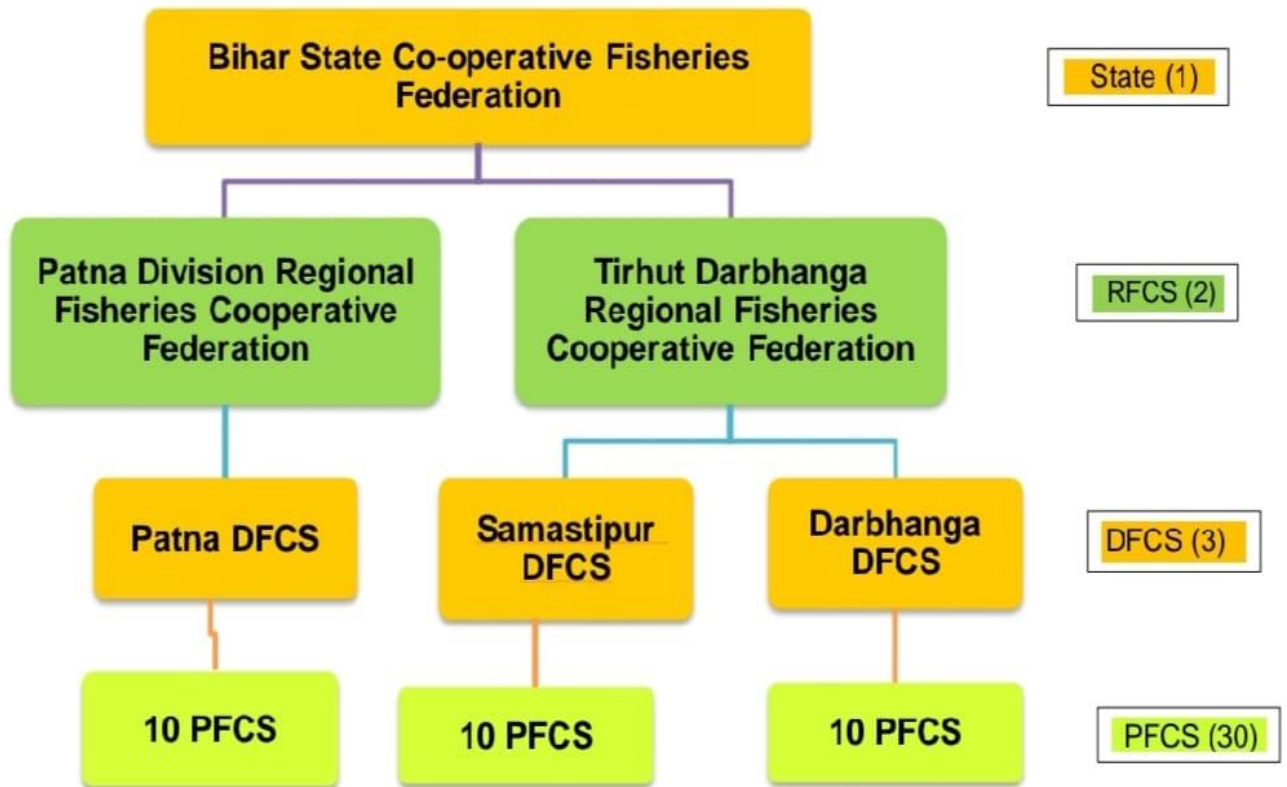 Bihar State Co-operative Fisheries
Federation
State (1)
Patna Division Regional
Fisheries Cooperative
Federation
Tirhut Darbhanga
Regional Fisheries
Cooperative Federation
RFCS (2)
Patna DFCS
Samastipur
DFCS
Darbhanga
DFCS
DFCS (3)
10 PFCS
10 PFCS
10 PFCS
PFCS (30)